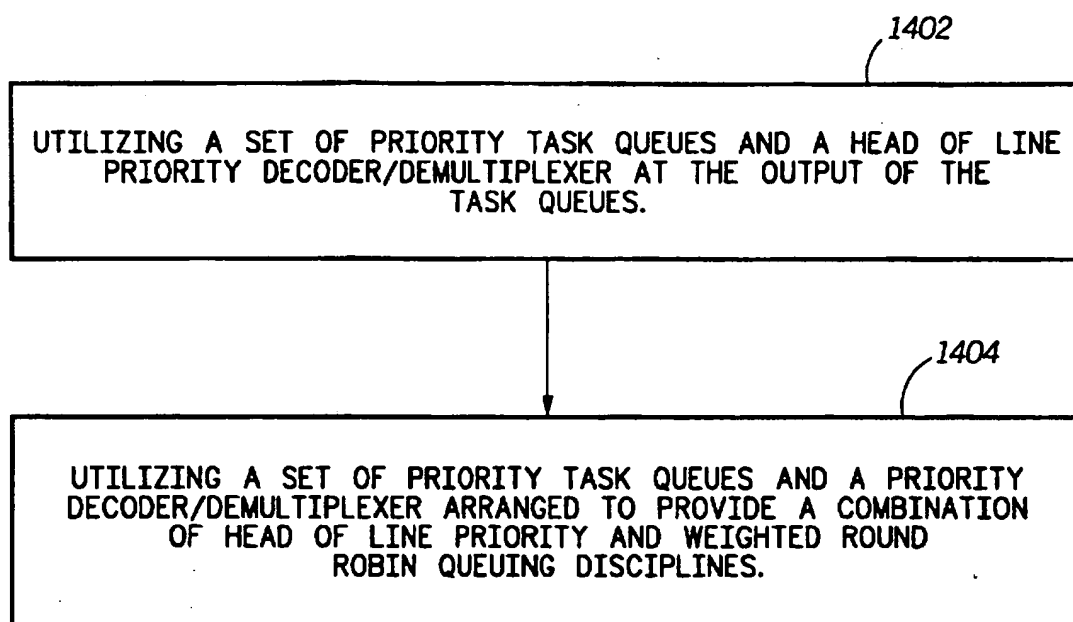 1402
UTILIZING A SET OF PRIORITY TASK QUEUES AND A HEAD OF LINE
PRIORITY DECODER/DEMULTIPLEXER AT THE OUTPUT OF THE
TASK QUEUES.
1404
UTILIZING A SET OF PRIORITY TASK QUEUES AND A PRIORITY
DECODER/DEMULTIPLEXER ARRANGED TO PROVIDE A COMBINATION
OF HEAD OF LINE PRIORITY AND WEIGHTED ROUND
ROBIN QUEUING DISCIPLINES.